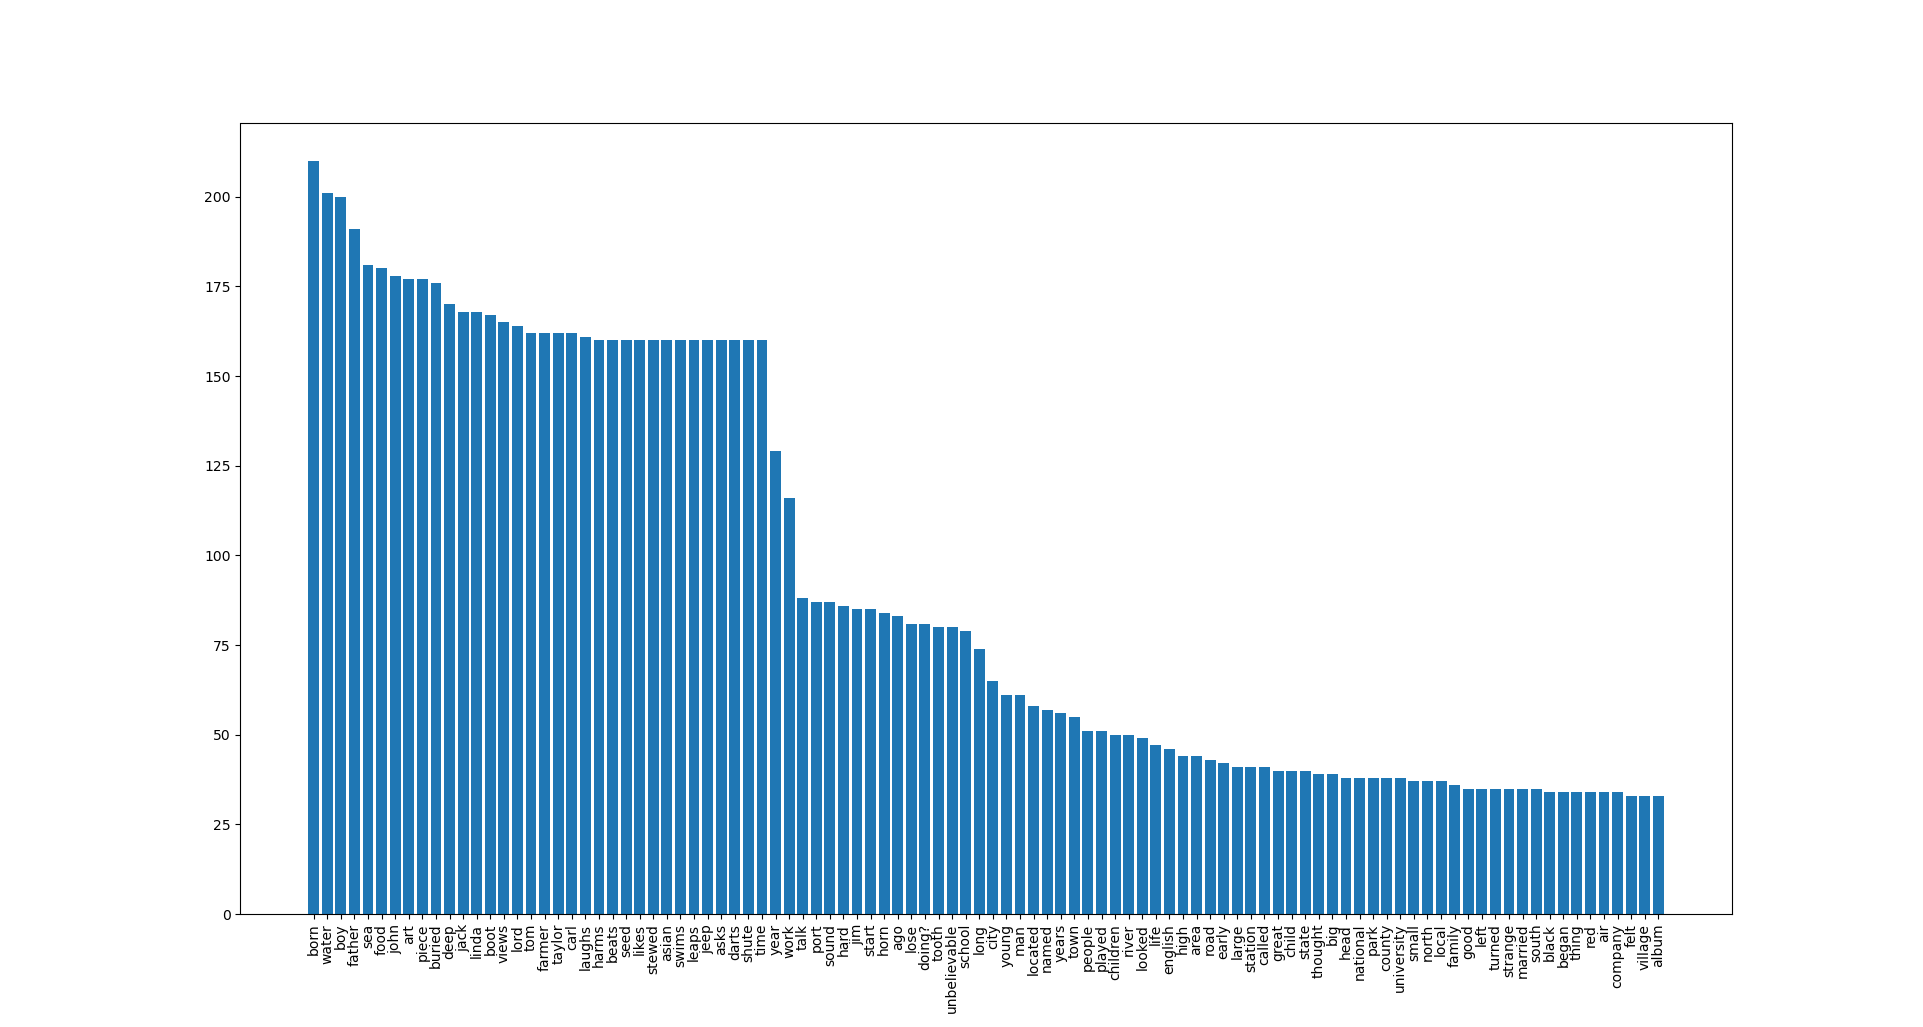 200
175
150
125
100
75
50
25
0
born
water
boy
father
sea
food
john
art
piece
buried
deep
jack
linda
boot
views
lord
tom
farmer
taylor
carl
laughs
harms
beats
seed
likes
stewed
asian
swims
leaps
jeep
asks
darts
shute
time
year
work
talk
port
sound
hard
jim
start
horn
ago
lose
doing?
tooth
unbelievable
school
long
city
young
man
located
named
years
town
people
played
children
river
looked
life
english
high
area
road
early
large
station
called
great
child
state
thought
big
head
national
park
county
university
small
north
local
family
good
left
turned
strange
married
south
black
began
thing
red
air
company
felt
village
album